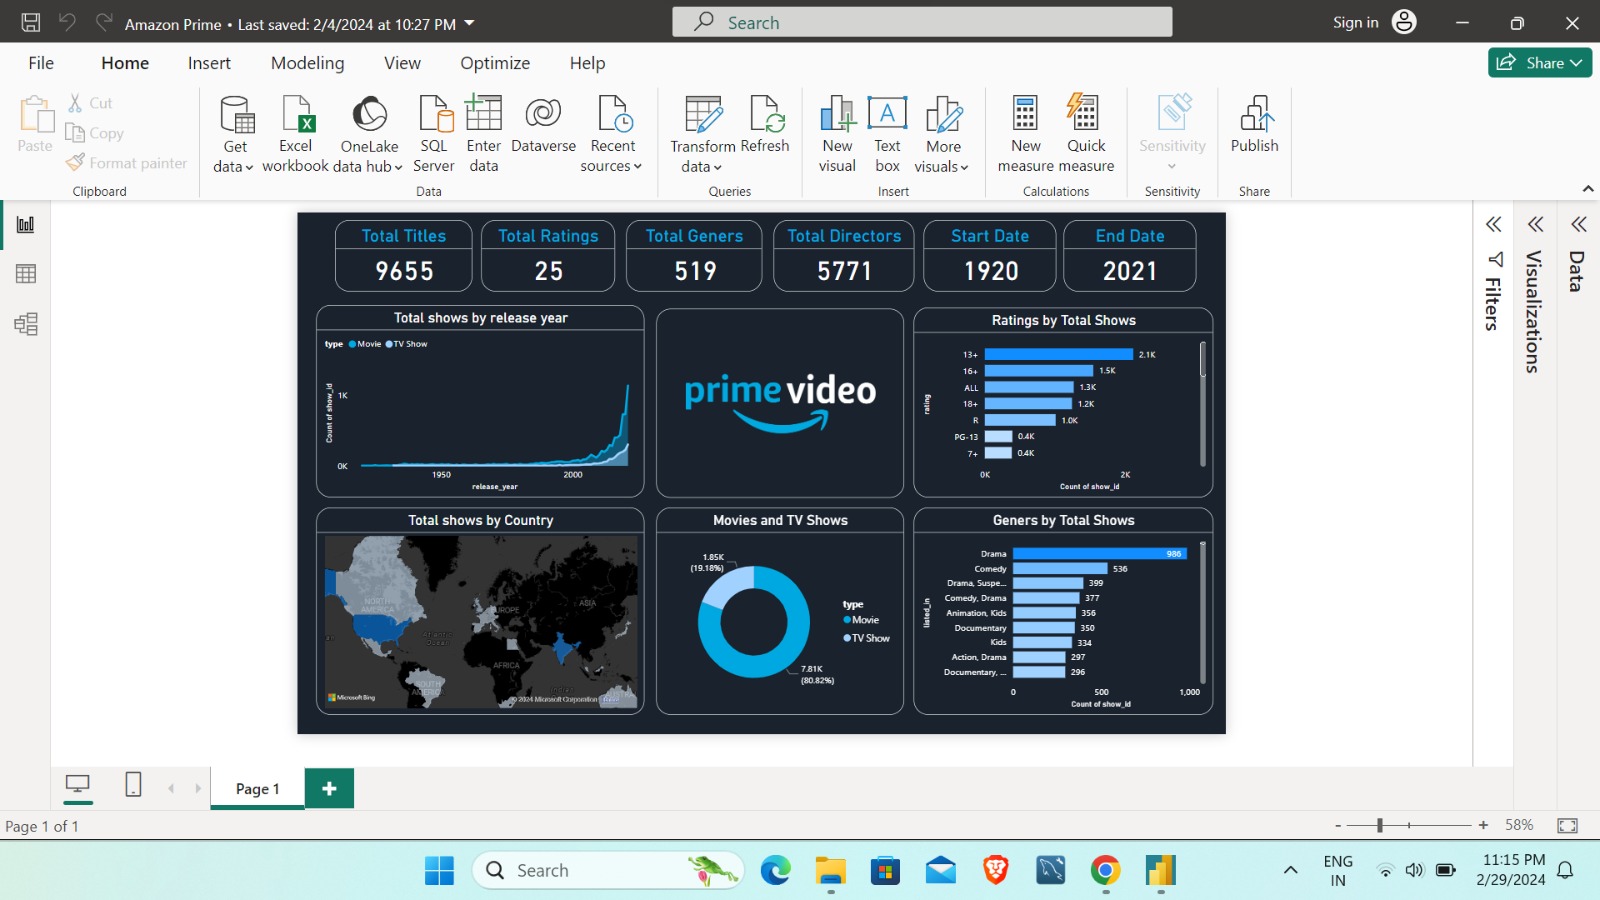 Amazon Prime • Last saved: 2/4/2024 at 10:27 PM
Search
Sign in
File Home Insert Modeling View Optimize Help
Share
Paste
Cut
Copy
Format painter
Clipboard
Get data
Excel workbook
OneLake data hub
SQL Server
Enter data
Dataverse
Recent sources
Data
Transform data
Refresh
Queries
New visual
Text box
More visuals
Insert
New measure
Quick measure
Calculations
Sensitivity
Sensitivity
Publish
Share
Total Titles
9655
Total Ratings
25
Total Geners
519
Total Directors
5771
Start Date
1920
End Date
2021
Filters
Visualizations
Data
Total shows by release year
type Movie TV Show
Count of show_id
1K
0K
1950 2000
release_year
prime video
Ratings by Total Shows
rating
13+ 2.1K
16+ 1.5K
ALL 1.3K
18+ 1.2K
R 1.0K
PG-13 0.4K
7+ 0.4K
0K 2K
Count of show_id
Total shows by Country
NORTH AMERICA
ASIA
AFRICA
SOUTH AMERICA
Microsoft Bing
© 2024 Microsoft Corporation
Movies and TV Shows
1.85K
(19.18%)
type
Movie
TV Show
7.81K
(80.82%)
Geners by Total Shows
listed_in
Drama 986
Comedy 536
Drama, Suspe... 399
Comedy, Drama 377
Animation, Kids 356
Documentary 350
Kids 334
Action, Drama 297
Documentary, ... 296
0 500 1,000
Count of show_id
Page 1
Page 1 of 1
- + 58%
Search
ENG
IN
11:15 PM
2/29/2024